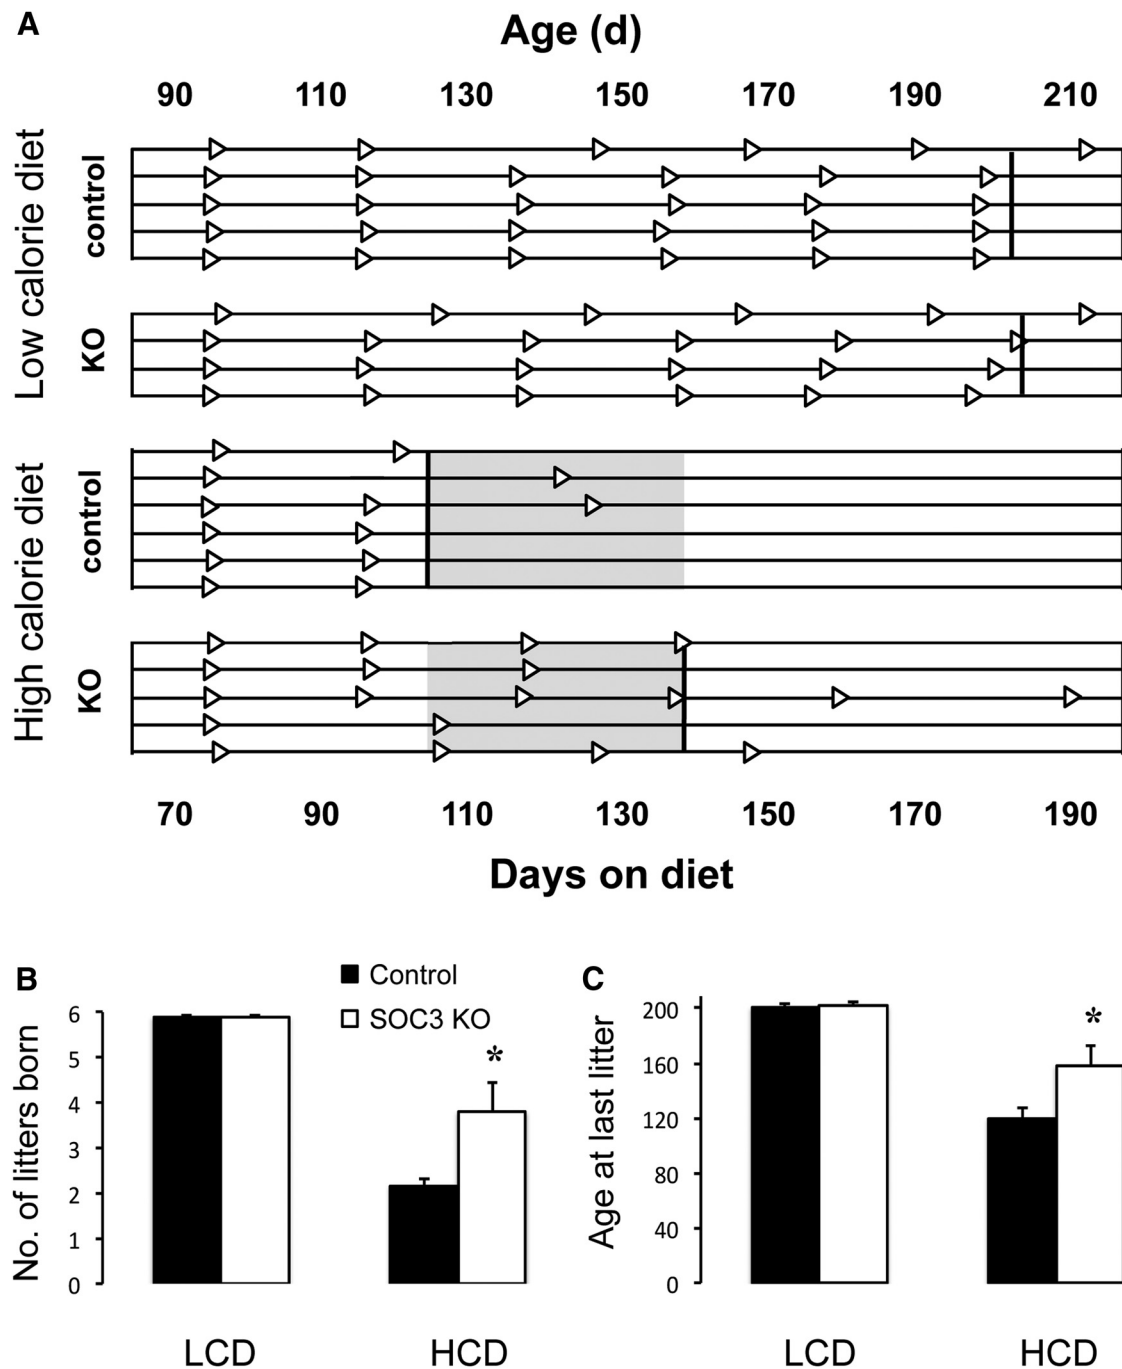 A
Age (d)
90 110 130 150 170 190 210
Low calorie diet
control
KO
High calorie diet
control
KO
70 90 110 130 150 170 190
Days on diet
B
Control
SOC3 KO
No. of litters born
6
5
4
3
2
1
0
*
LCD HCD
C
Age at last litter
200
160
120
80
40
0
*
LCD HCD